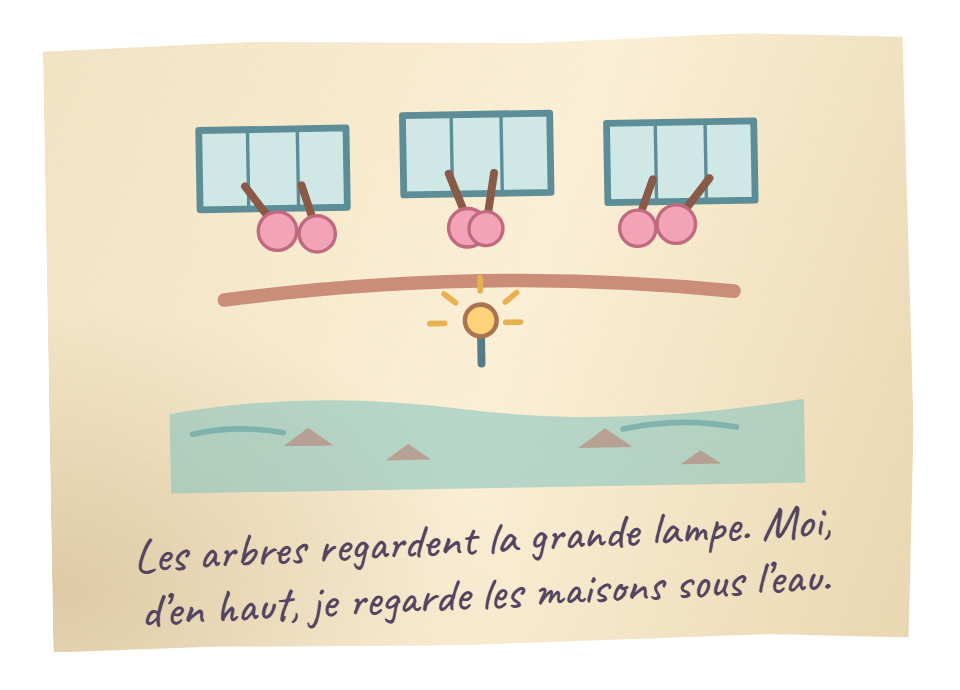 Les arbres regardent la grande lampe. Moi,
d'en haut, je regarde les maisons sous l'eau.